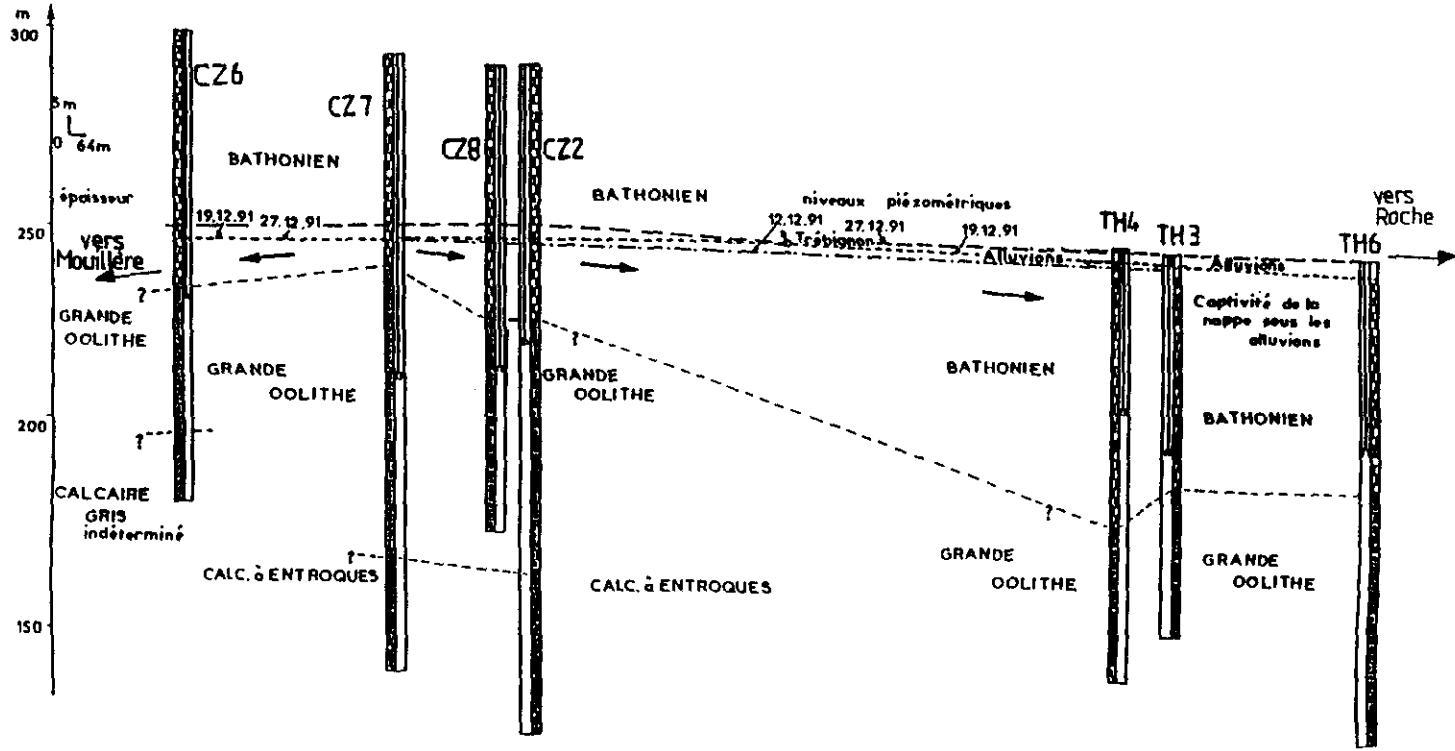 m
300
CZ6
CZ7
5m
0 64m
CZ8
CZ2
BATHONIEN
BATHONIEN
épaisseur
niveaux piézométriques
vers
Roche
19.12.91
27.12.91
12.12.91
27.12.91
19.12.91
TH4
TH3
TH6
250
vers
Mouillère
Trébignon
Alluvions
Alluvions
?
?
Captivité de la
nappe sous les
alluvions
GRANDE
OOLITHE
GRANDE
OOLITHE
GRANDE
OOLITHE
BATHONIEN
BATHONIEN
200
?
CALCAIRE
GRIS
indéterminé
?
?
GRANDE
OOLITHE
GRANDE
OOLITHE
CALC. à ENTROQUES
CALC. à ENTROQUES
150